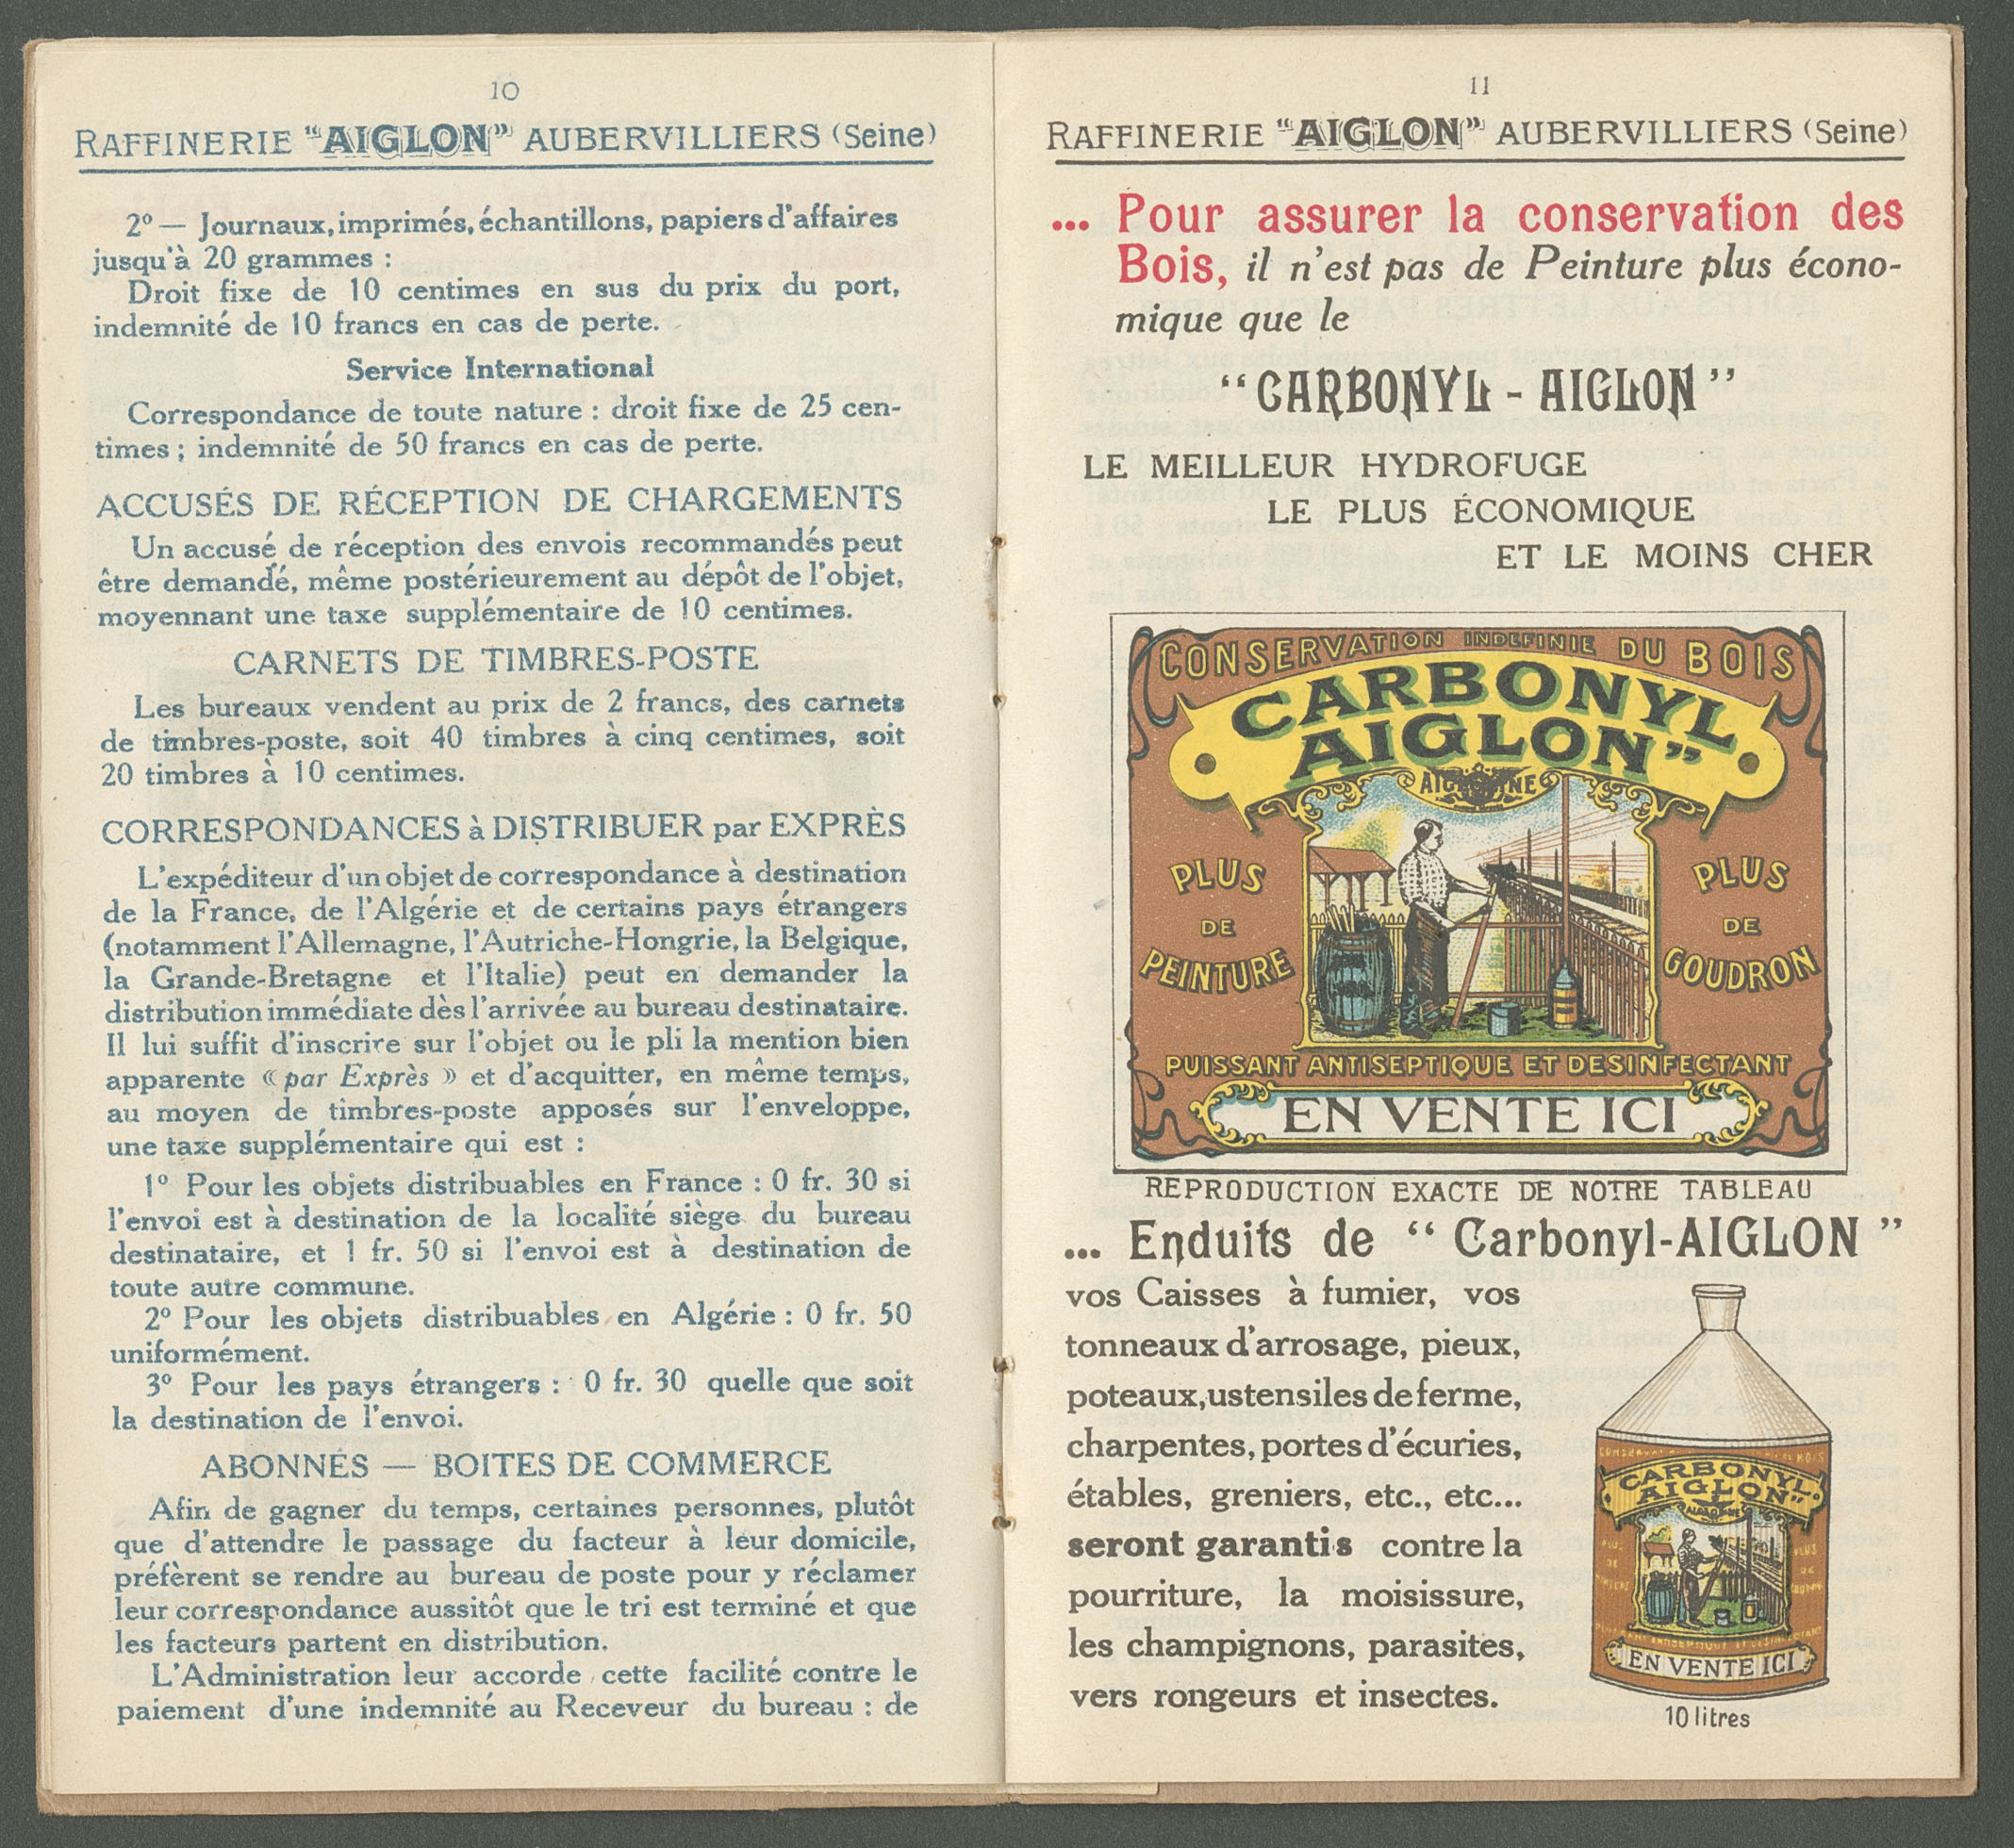 10
RAFFINERIE "AIGLON" AUBERVILLIERS (Seine)
2º — Journaux, imprimés, échantillons, papiers d'affaires
jusqu'à 20 grammes :
Droit fixe de 10 centimes en sus du prix du port,
indemnité de 10 francs en cas de perte.
Service International
Correspondance de toute nature : droit fixe de 25 cen-
times ; indemnité de 50 francs en cas de perte.
ACCUSÉS DE RÉCEPTION DE CHARGEMENTS
Un accusé de réception des envois recommandés peut
être demandé, même postérieurement au dépôt de l'objet,
moyennant une taxe supplémentaire de 10 centimes.
CARNETS DE TIMBRES-POSTE
Les bureaux vendent au prix de 2 francs, des carnets
de timbres-poste, soit 40 timbres à cinq centimes, soit
20 timbres à 10 centimes.
CORRESPONDANCES à DISTRIBUER par EXPRÈS
L'expéditeur d'un objet de correspondance à destination
de la France, de l'Algérie et de certains pays étrangers
(notamment l'Allemagne, l'Autriche-Hongrie, la Belgique,
la Grande-Bretagne et l'Italie) peut en demander la
distribution immédiate dès l'arrivée au bureau destinataire.
Il lui suffit d'inscrire sur l'objet ou le pli la mention bien
apparente « par Exprès » et d'acquitter, en même temps,
au moyen de timbres-poste apposés sur l'enveloppe,
une taxe supplémentaire qui est :
1º Pour les objets distribuables en France : 0 fr. 30 si
l'envoi est à destination de la localité siège du bureau
destinataire, et 1 fr. 50 si l'envoi est à destination de
toute autre commune.
2º Pour les objets distribuables en Algérie : 0 fr. 50
uniformément.
3º Pour les pays étrangers : 0 fr. 30 quelle que soit
la destination de l'envoi.
ABONNÉS — BOITES DE COMMERCE
Afin de gagner du temps, certaines personnes, plutôt
que d'attendre le passage du facteur à leur domicile,
préfèrent se rendre au bureau de poste pour y réclamer
leur correspondance aussitôt que le tri est terminé et que
les facteurs partent en distribution.
L'Administration leur accorde cette facilité contre le
paiement d'une indemnité au Receveur du bureau : de
11
RAFFINERIE "AIGLON" AUBERVILLIERS (Seine)
... Pour assurer la conservation des
Bois, il n'est pas de Peinture plus écono-
mique que le
"CARBONYL - AIGLON"
LE MEILLEUR HYDROFUGE
LE PLUS ÉCONOMIQUE
ET LE MOINS CHER
CONSERVATION INDEFINIE DU BOIS
CARBONYL
AIGLON"
PLUS
DE
PEINTURE
PLUS
DE
GOUDRON
PUISSANT ANTISEPTIQUE ET DESINFECTANT
EN VENTE ICI
REPRODUCTION EXACTE DE NOTRE TABLEAU
... Enduits de "Carbonyl-AIGLON"
vos Caisses à fumier, vos
tonneaux d'arrosage, pieux,
poteaux, ustensiles de ferme,
charpentes, portes d'écuries,
étables, greniers, etc., etc...
seront garantis contre la
pourriture, la moisissure,
les champignons, parasites,
vers rongeurs et insectes.
CARBONYL
AIGLON"
EN VENTE ICI
10 litres